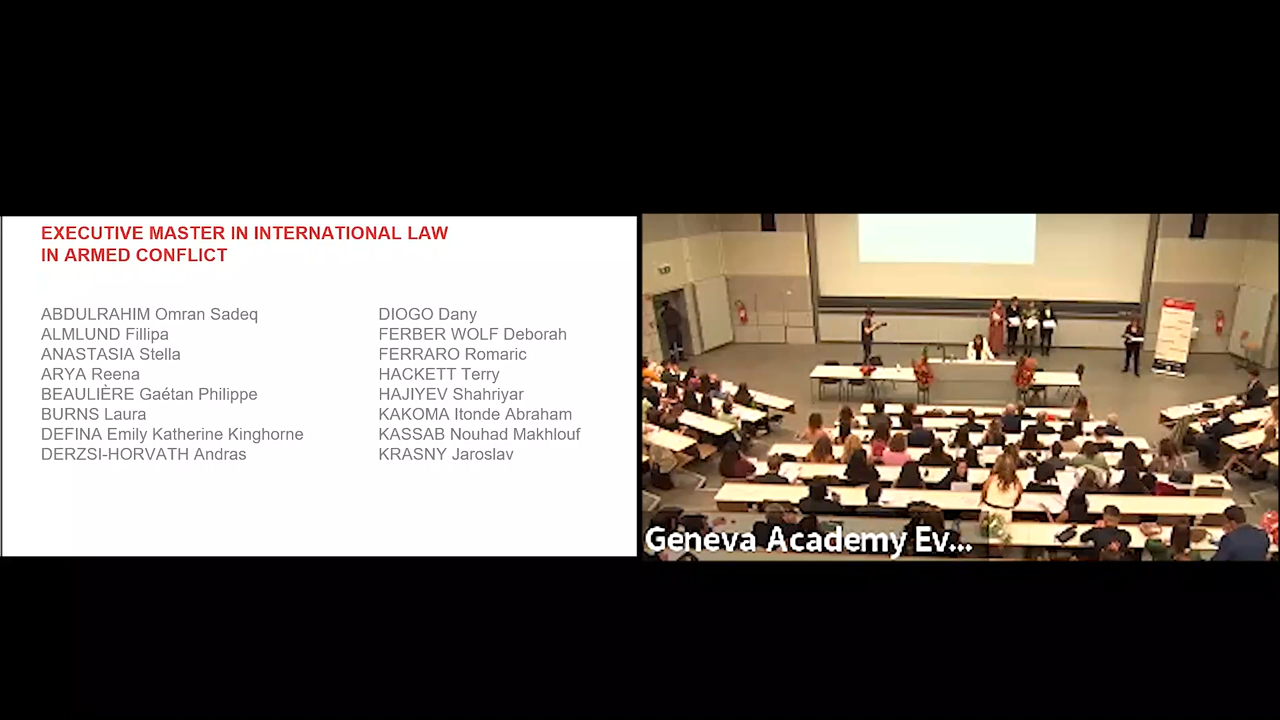 EXECUTIVE MASTER IN INTERNATIONAL LAW
IN ARMED CONFLICT
ABDULRAHIM Omran Sadeq
ALMLUND Fillipa
ANASTASIA Stella
ARYA Reena
BEAULIÈRE Gaétan Philippe
BURNS Laura
DEFINA Emily Katherine Kinghorne
DERZSI-HORVATH Andras
DIOGO Dany
FERBER WOLF Deborah
FERRARO Romaric
HACKETT Terry
HAJIYEV Shahriyar
KAKOMA Itonde Abraham
KASSAB Nouhad Makhlouf
KRASNY Jaroslav
Geneva Academy Ev...